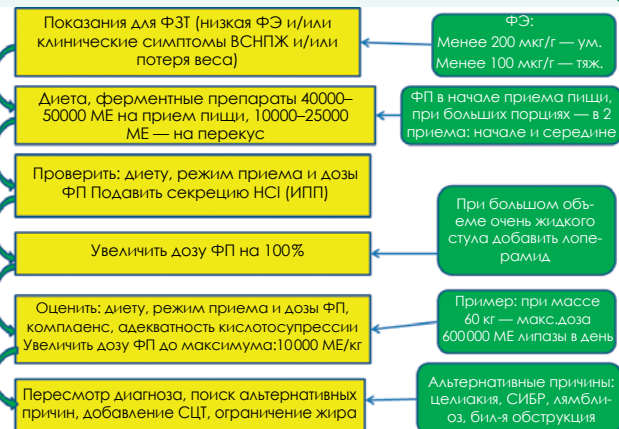 Показания для ФЗТ (низкая ФЭ и/или
клинические симптомы ВСНПЖ и/или
потеря веса)
ФЭ:
Менее 200 мкг/г — ум.
Менее 100 мкг/г — тяж.
Диета, ферментные препараты 40000–
50000 МЕ на прием пищи, 10000–25000
МЕ — на перекус
ФП в начале приема пищи,
при больших порциях — в 2
приема: начале и середине
Проверить: диету, режим приема и дозы
ФП Подавить секрецию HCl (ИПП)
При большом объ-
еме очень жидкого
стула добавить лопе-
рамид
Увеличить дозу ФП на 100%
Оценить: диету, режим приема и дозы ФП,
комплаенс, адекватность кислотосупрессии
Увеличить дозу ФП до максимума:10000 МЕ/kг
Пример: при массе
60 кг — макс.доза
600000 МЕ липазы в день
Пересмотр диагноза, поиск альтернативных
причин, добавление СЦТ, ограничение жира
Альтернативные причины:
целиакия, СИБР, лямбли-
оз, бил-я обструкция